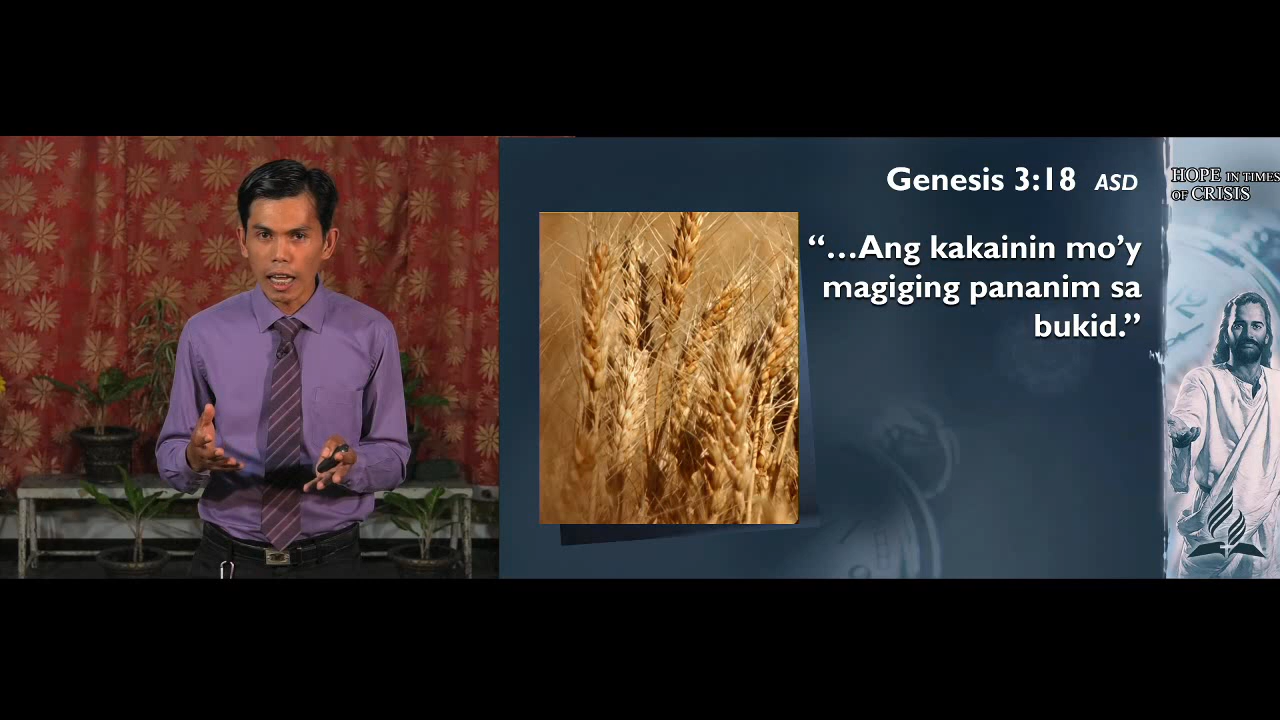 Genesis 3:18 ASD
“…Ang kakainin mo’y
magiging pananim sa
bukid.”
HOPE IN TIMES
OF CRISIS